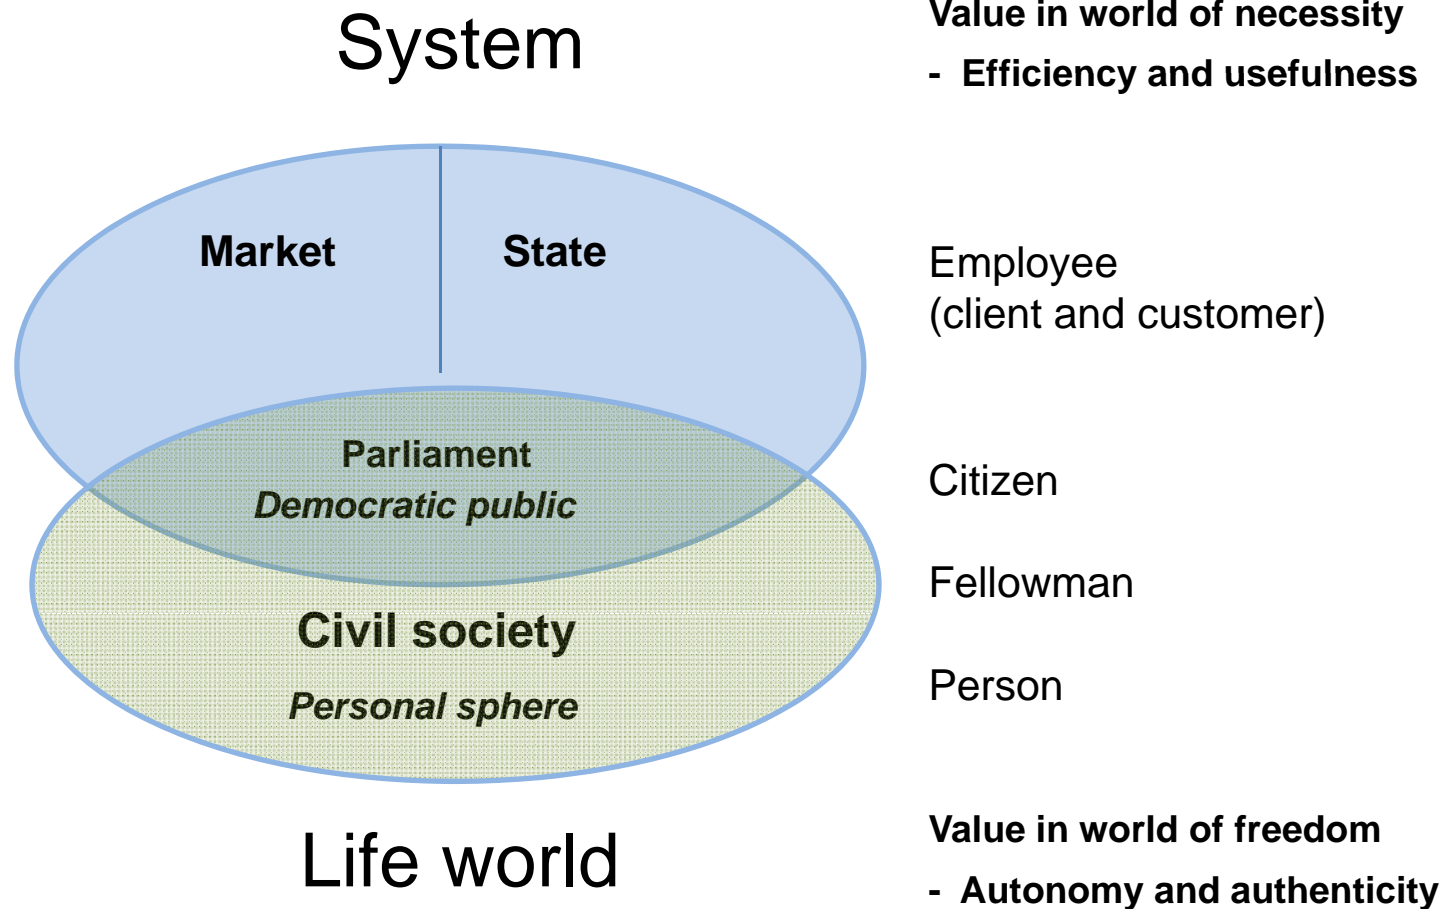 System
Value in world of necessity
- Efficiency and usefulness
Market
State
Employee
(client and customer)
Parliament
Democratic public
Citizen
Fellowman
Civil society
Person
Personal sphere
Life world
Value in world of freedom
- Autonomy and authenticity